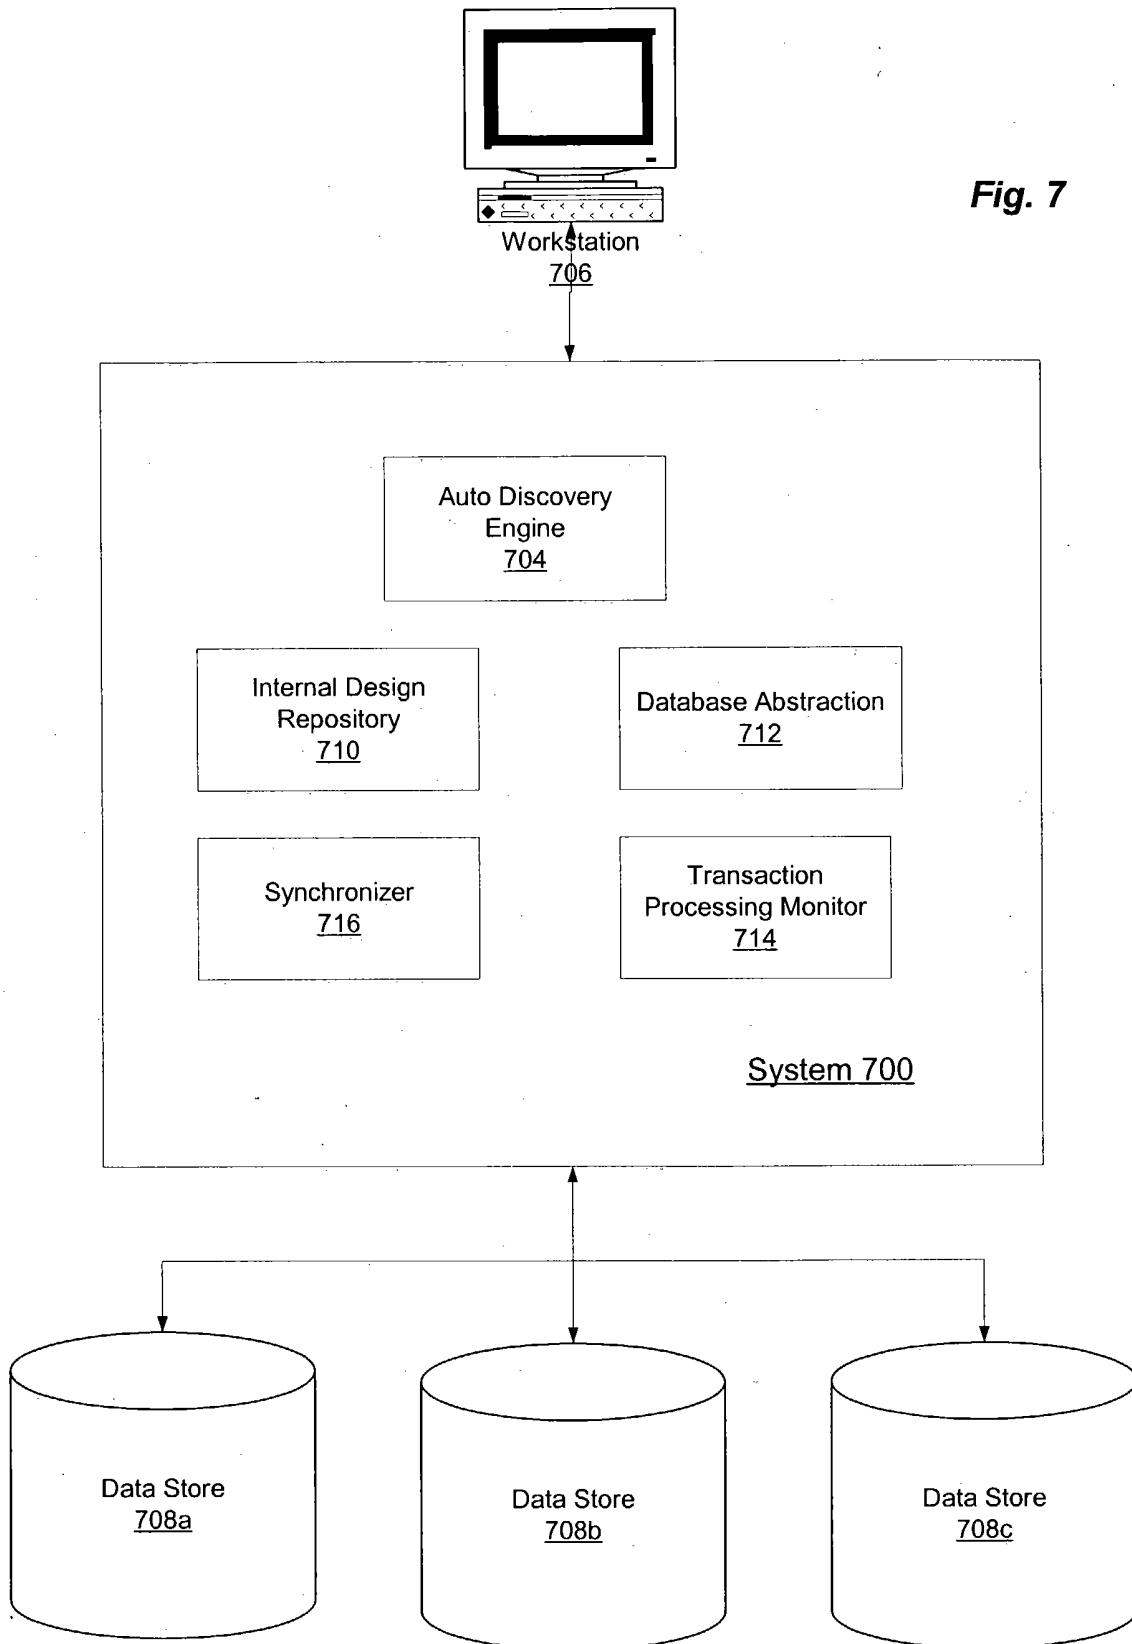 Fig. 7
Workstation
706
Auto Discovery
Engine
704
Internal Design
Repository
710
Database Abstraction
712
Synchronizer
716
Transaction
Processing Monitor
714
System 700
Data Store
708a
Data Store
708b
Data Store
708c